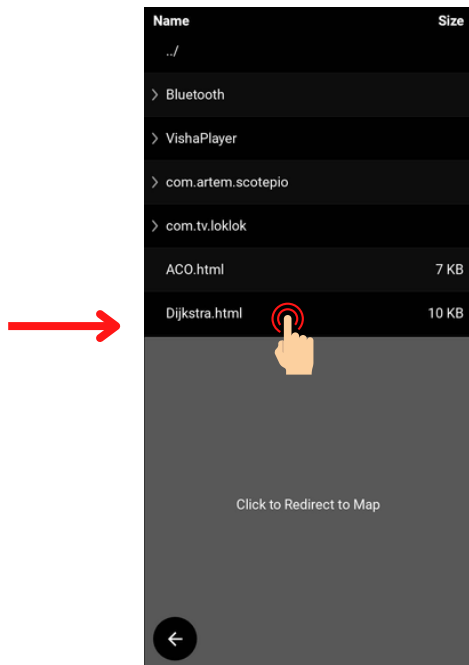 Name Size
../
Bluetooth
VishaPlayer
com.artem.scotepio
com.tv.loklok
ACO.html 7 KB
Dijkstra.html 10 KB
Click to Redirect to Map